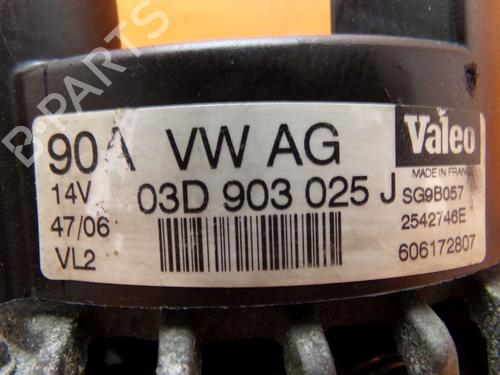 B-PARTS
90A VW AG
Valeo
MADE IN FRANCE
14V 03D 903 025 J
SG9B057
47/06
2542746E
VL2
606172807